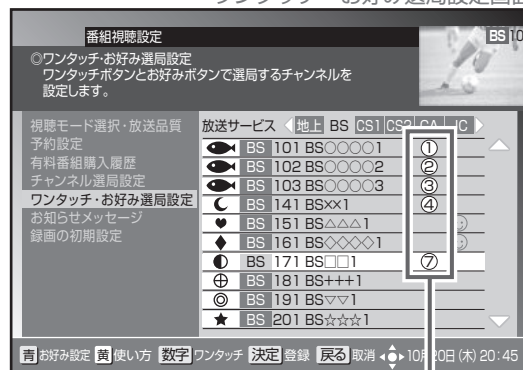 番組視聴設定
BS 10
◎ワンタッチ・お好み選局設定
ワンタッチボタンとお好みボタンで選局するチャンネルを
設定します。
視聴モード選択・放送品質
予約設定
有料番組購入履歴
チャンネル選局設定
ワンタッチ・お好み選局設定
お知らせメッセージ
録画の初期設定
放送サービス 地上 BS CS1 CS2 CA
BS 101 BS○○○○1 ①
BS 102 BS○○○○2 ②
BS 103 BS○○○○3 ③
BS 141 BS××1 ④
BS 151 BS△△△1
BS 161 BS◇◇◇◇1
BS 171 BS□□1 ⑦
BS 181 BS+++1
BS 191 BS▽▽1
BS 201 BS☆☆☆1
青 お好み設定 黄 使い方 数字 ワンタッチ 決定 登録 戻る 取消 10月20日(木) 20:45